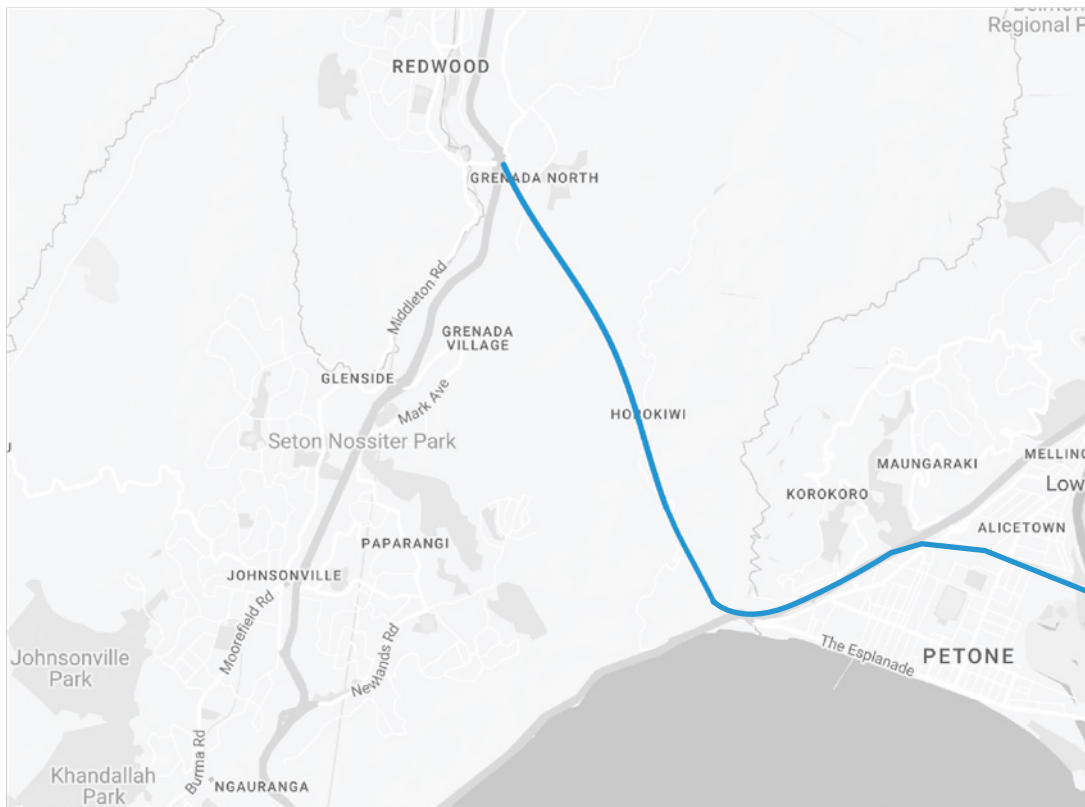 Regional P
REDWOOD
GRENADA NORTH
Middleton Rd
GRENADA
VILLAGE
GLENSIDE
Mark Ave
HOROKIWI
Seton Nossiter Park
MAUNGARAKI
MELLING
Low
KOROKORO
ALICETOWN
PAPARANGI
JOHNSONVILLE
Moorefield Rd
Newlands Rd
The Esplanade
PETONE
Johnsonville
Park
Burma Rd
Khandallah
Park
NGAURANGA